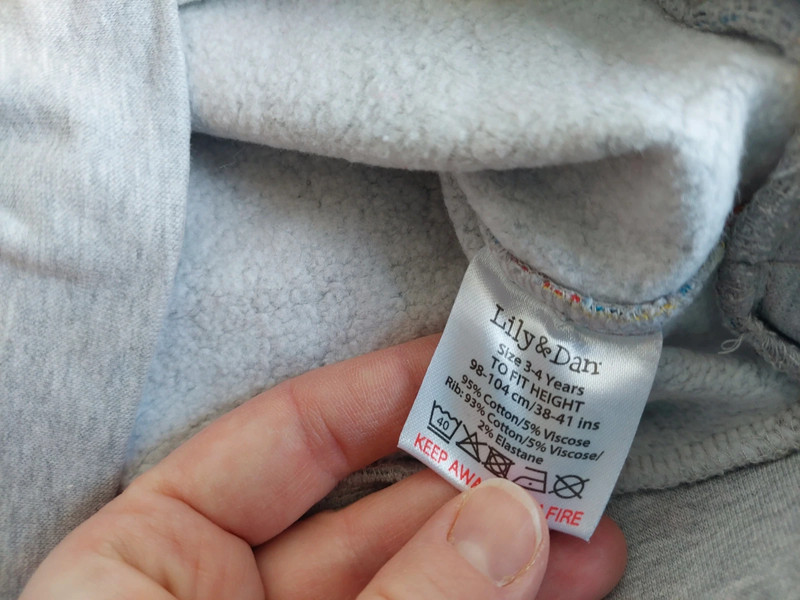 Lily&Dan
Size 3-4 Years
TO FIT HEIGHT
98-104 cm/38-41 ins
95% Cotton/5% Viscose
Rib: 93% Cotton/5% Viscose/
2% Elastane
40
KEEP FIRE